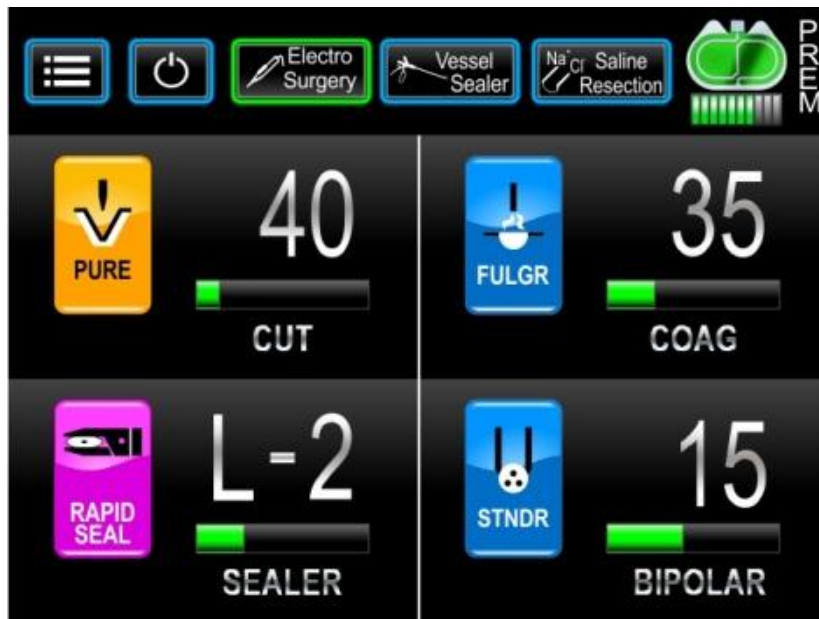 Electro
Surgery
Vessel
Sealer
Na+Cl- Saline
Resection
PREM
PURE
40
CUT
FULGR
35
COAG
RAPID
SEAL
L-2
SEALER
STNDR
15
BIPOLAR